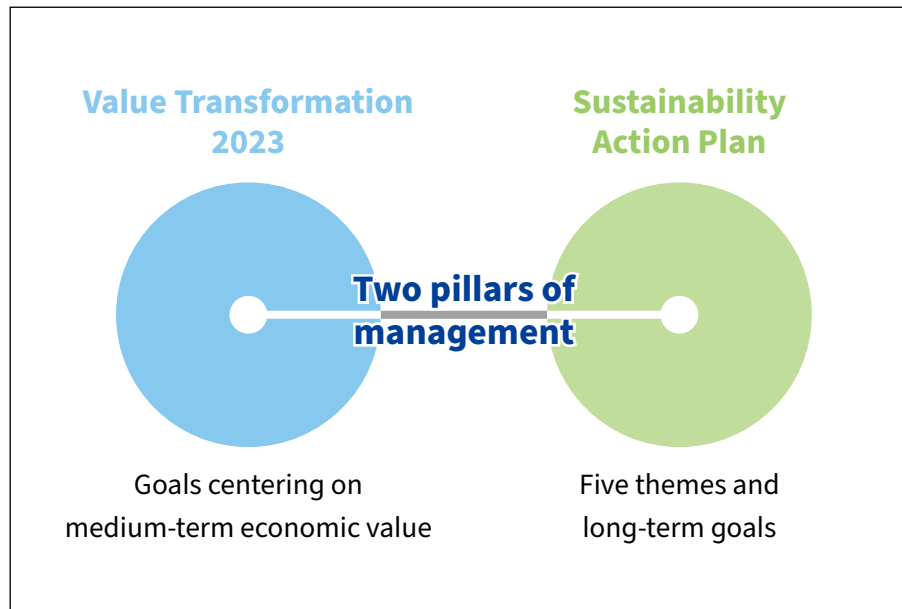 Value Transformation
2023
Sustainability
Action Plan
Two pillars of
management
Goals centering on
medium-term economic value
Five themes and
long-term goals